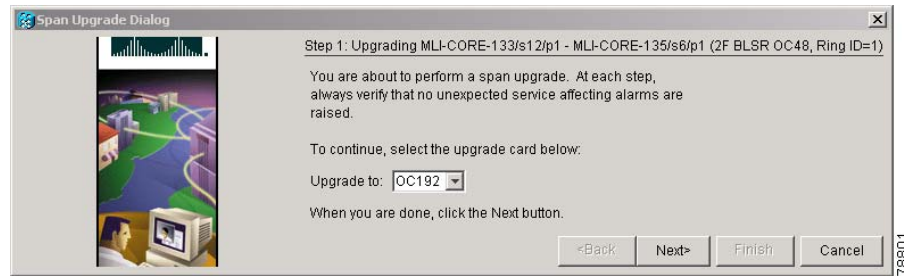 Span Upgrade Dialog
Step 1: Upgrading MLI-CORE-133/s12/p1 - MLI-CORE-135/s6/p1 (2F BLSR OC48, Ring ID=1)
You are about to perform a span upgrade. At each step,
always verify that no unexpected service affecting alarms are
raised.
To continue, select the upgrade card below:
Upgrade to: OC192
When you are done, click the Next button.
<Back Next> Finish Cancel
78801